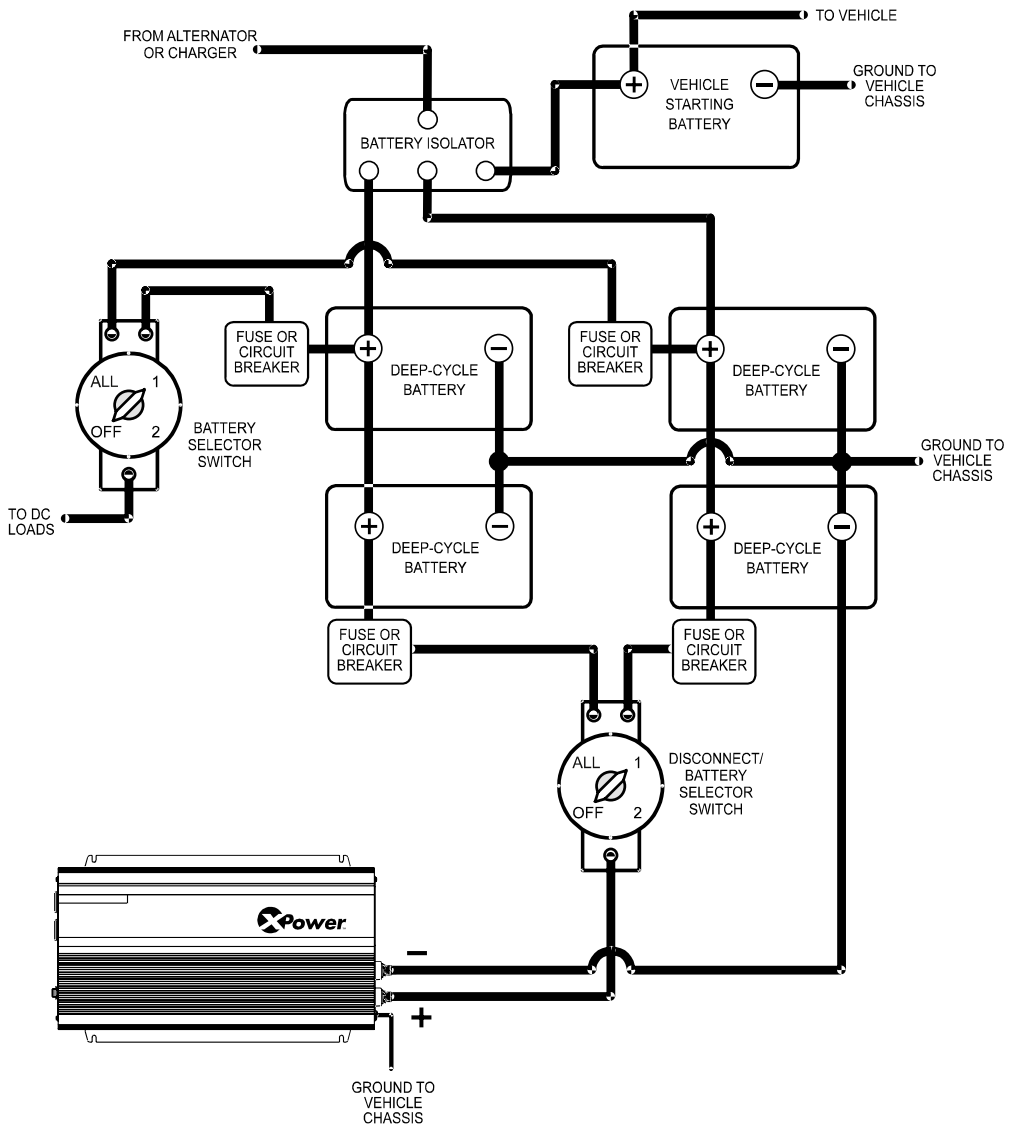 TO VEHICLE
FROM ALTERNATOR
OR CHARGER
GROUND TO
VEHICLE
CHASSIS
+
VEHICLE
STARTING
BATTERY
−
BATTERY ISOLATOR
FUSE OR
CIRCUIT
BREAKER
+
−
DEEP-CYCLE
BATTERY
FUSE OR
CIRCUIT
BREAKER
+
−
DEEP-CYCLE
BATTERY
ALL 1
OFF 2
BATTERY
SELECTOR
SWITCH
GROUND TO
VEHICLE
CHASSIS
TO DC
LOADS
+
−
DEEP-CYCLE
BATTERY
+
−
DEEP-CYCLE
BATTERY
FUSE OR
CIRCUIT
BREAKER
FUSE OR
CIRCUIT
BREAKER
ALL 1
OFF 2
DISCONNECT/
BATTERY
SELECTOR
SWITCH
XPower™
−
+
GROUND TO
VEHICLE
CHASSIS